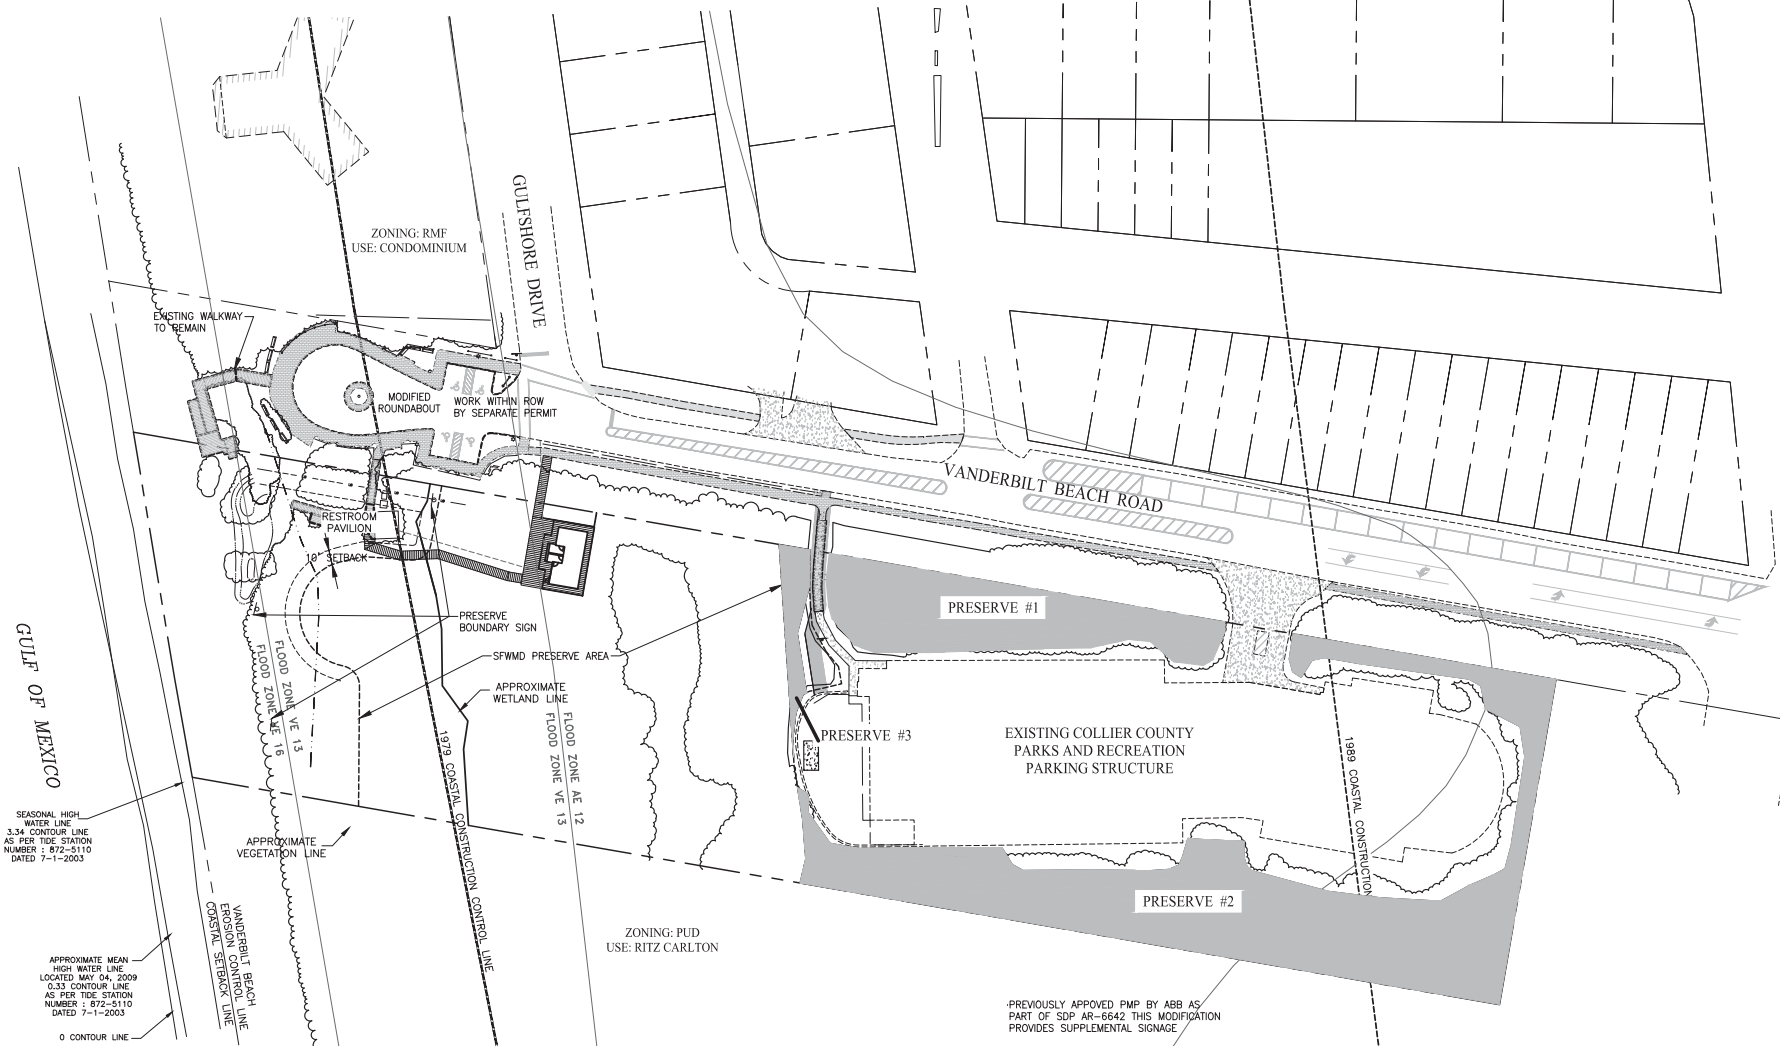 ZONING: RMF
USE: CONDOMINIUM
GULFSHORE DRIVE
EXISTING WALKWAY
TO REMAIN
MODIFIED
ROUNDABOUT
WORK WITHIN ROW
BY SEPARATE PERMIT
VANDERBILT BEACH ROAD
RESTROOM
PAVILION
10' SETBACK
PRESERVE
BOUNDARY SIGN
SFWMD PRESERVE AREA
APPROXIMATE
WETLAND LINE
PRESERVE #1
PRESERVE #3
EXISTING COLLIER COUNTY
PARKS AND RECREATION
PARKING STRUCTURE
PRESERVE #2
GULF OF MEXICO
FLOOD ZONE VE 13
FLOOD ZONE VE 16
FLOOD ZONE AE 12
FLOOD ZONE VE 13
1979 COASTAL CONSTRUCTION CONTROL LINE
1989 COASTAL CONSTRUCTION
SEASONAL HIGH
WATER LINE
3.34 CONTOUR LINE
AS PER TIDE STATION
NUMBER : 872-5110
DATED 7-1-2003
APPROXIMATE
VEGETATION LINE
VANDERBILT BEACH
EROSION CONTROL LINE
COASTAL SETBACK LINE
APPROXIMATE MEAN
HIGH WATER LINE
LOCATED MAY 04, 2009
0.33 CONTOUR LINE
AS PER TIDE STATION
NUMBER : 872-5110
DATED 7-1-2003
0 CONTOUR LINE
ZONING: PUD
USE: RITZ CARLTON
PREVIOUSLY APPOVED PMP BY ABB AS
PART OF SDP AR-6642 THIS MODIFICATION
PROVIDES SUPPLEMENTAL SIGNAGE